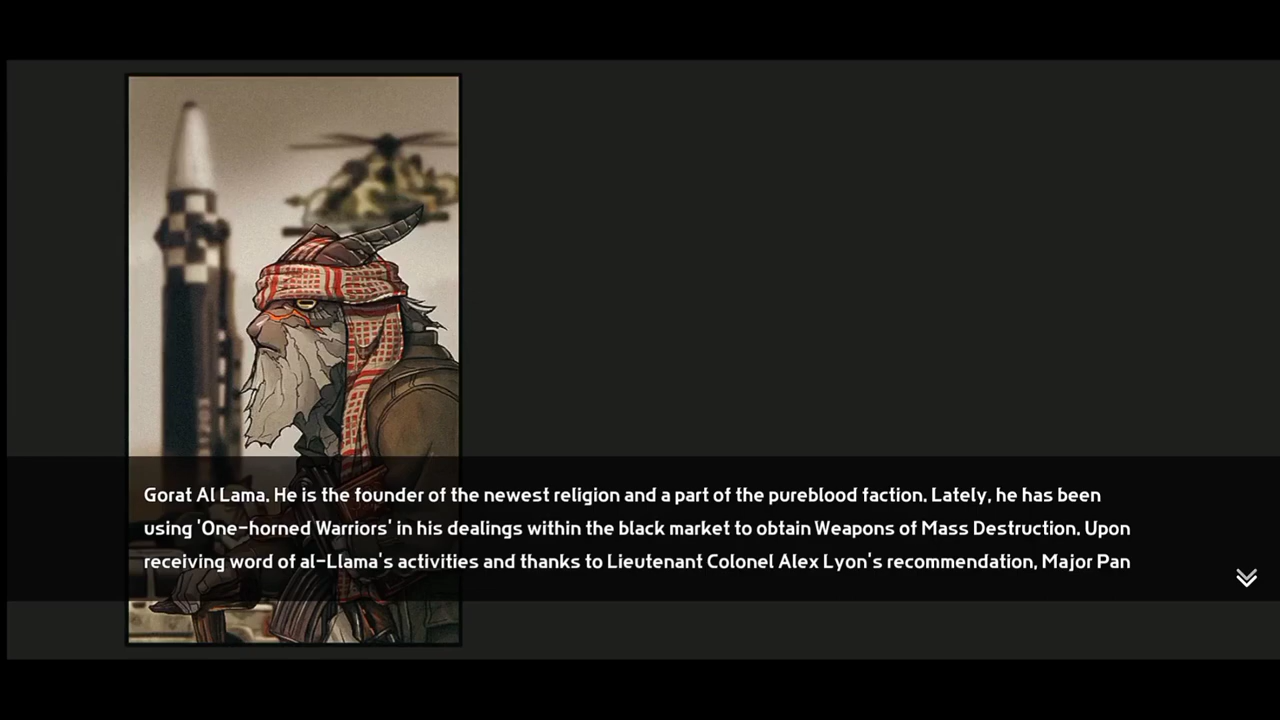 Gorat Al Lama. He is the founder of the newest religion and a part of the pureblood faction. Lately, he has been
using 'One-horned Warriors' in his dealings within the black market to obtain Weapons of Mass Destruction. Upon
receiving word of al-Llama's activities and thanks to Lieutenant Colonel Alex Lyon's recommendation, Major Pan